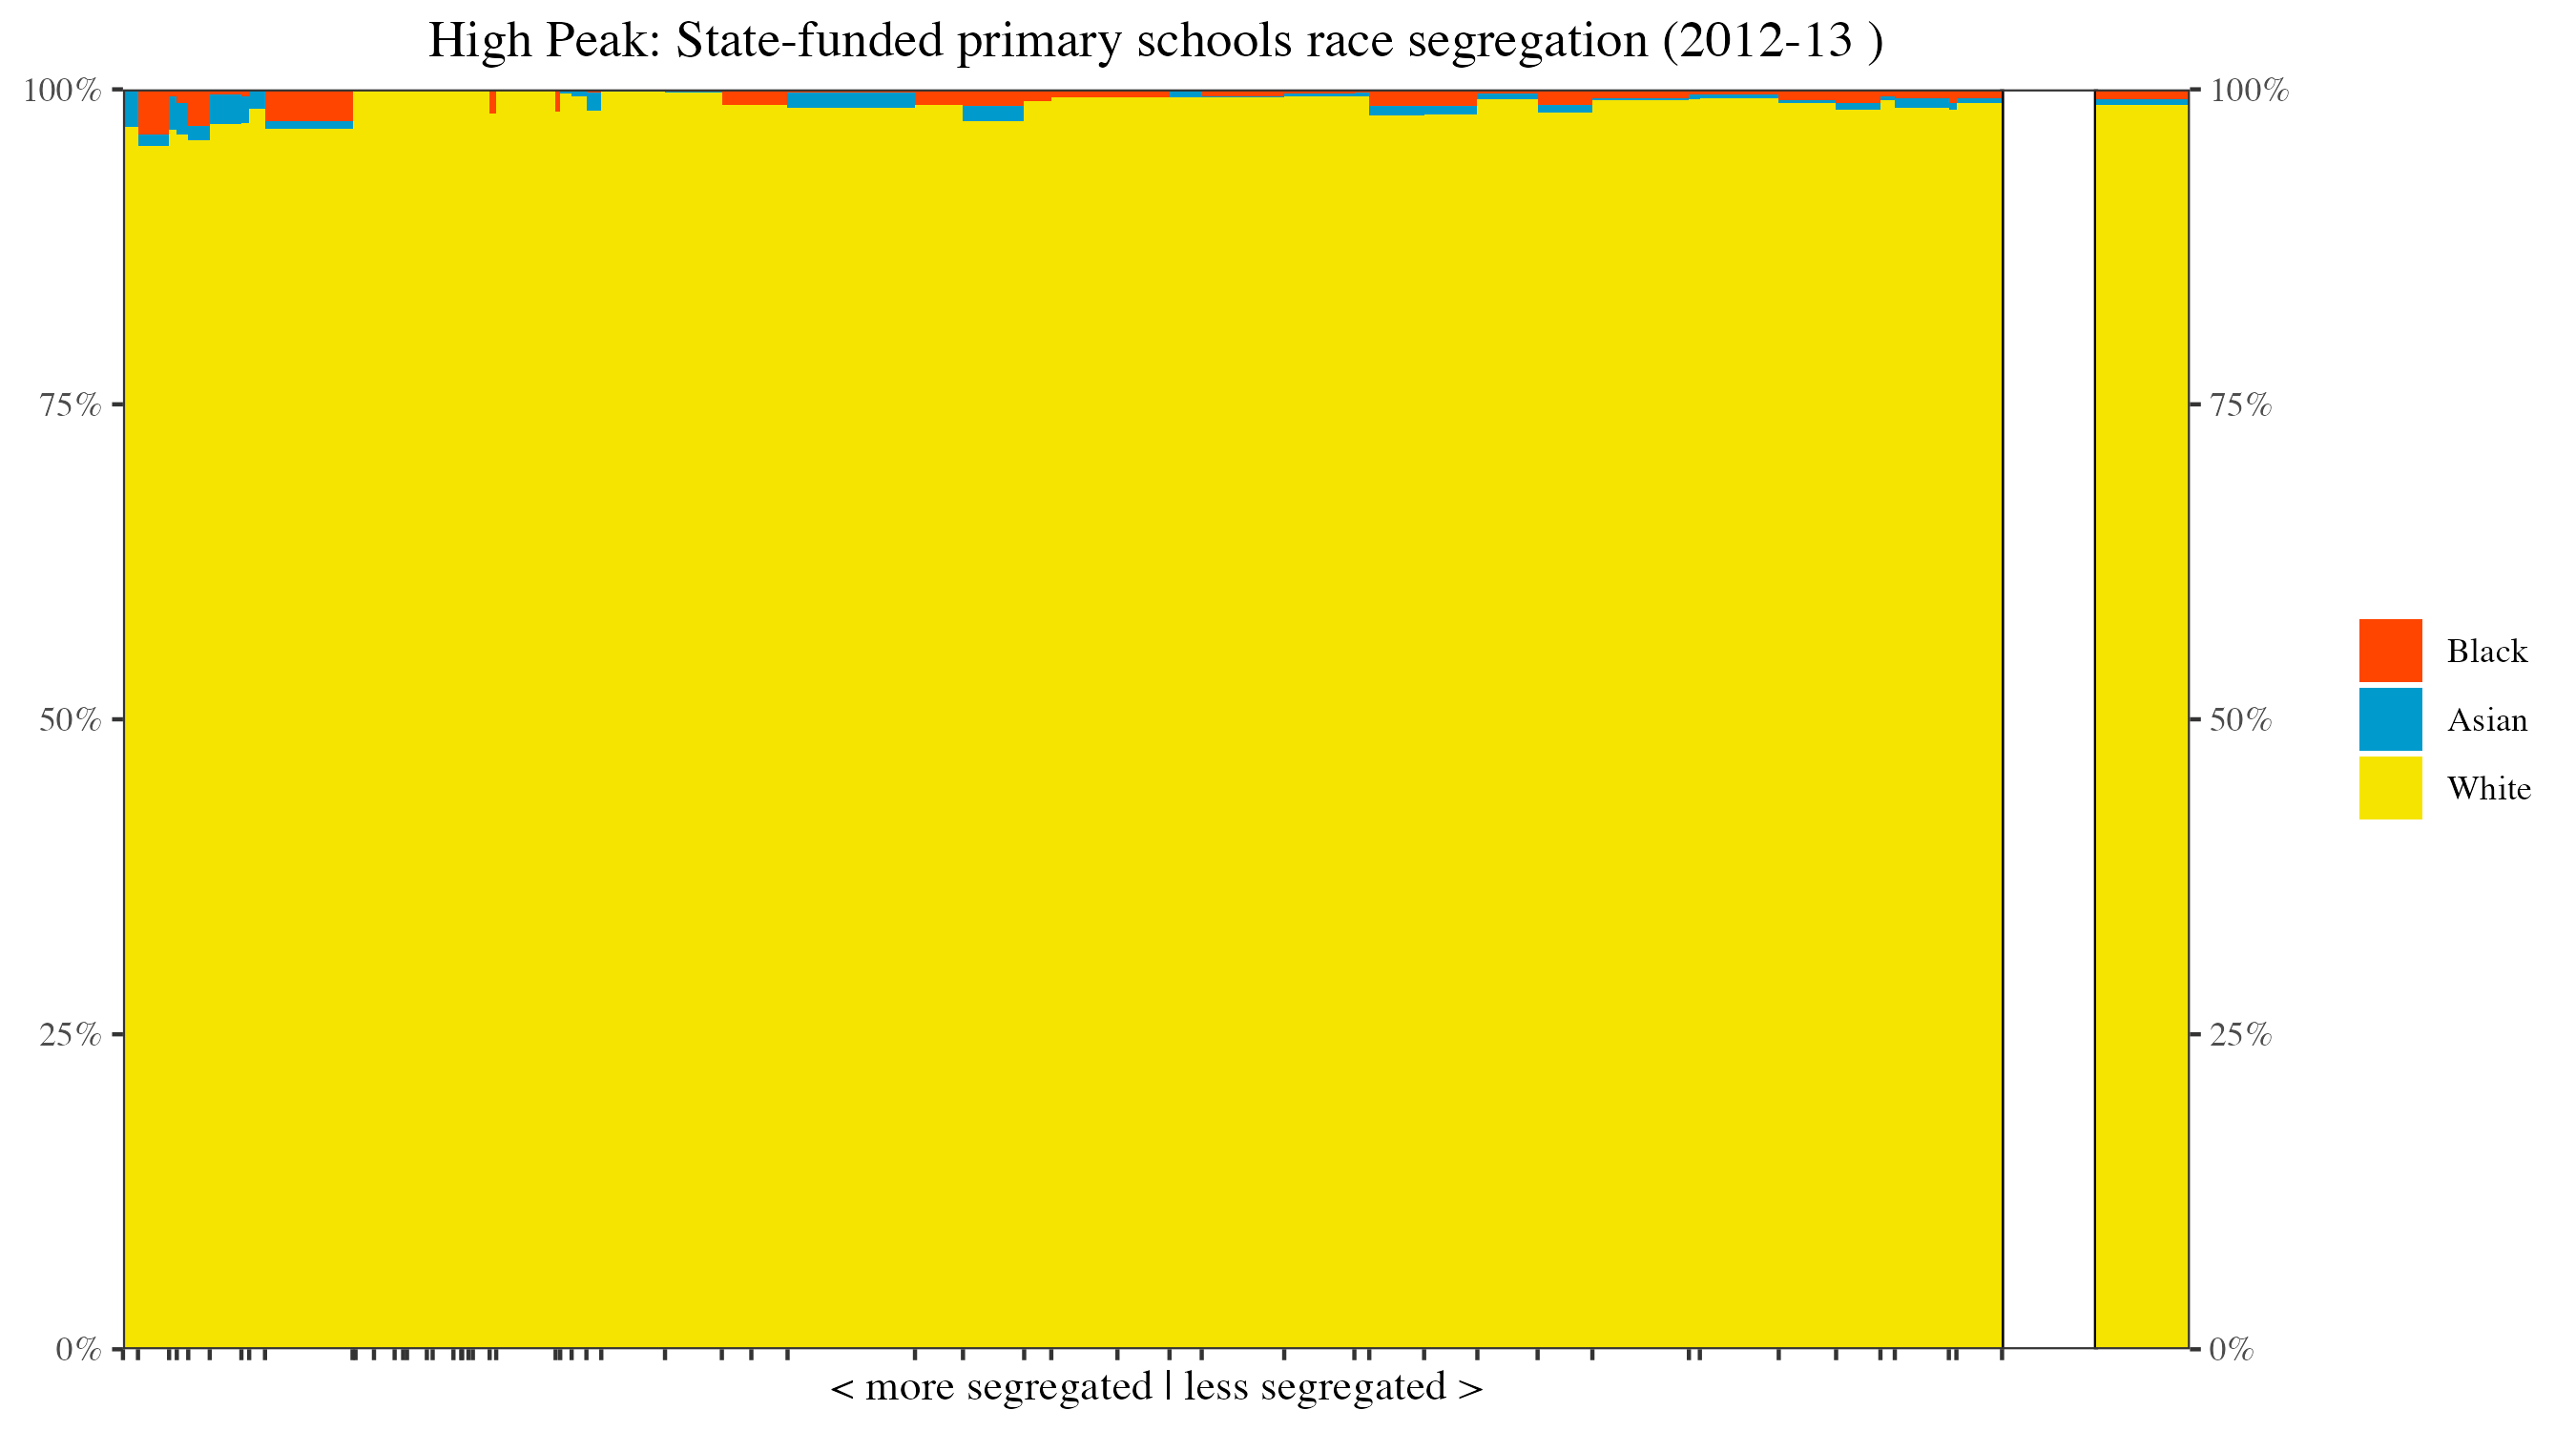 High Peak: State-funded primary schools race segregation (2012-13 )
100%
75%
50%
25%
0%
100%
75%
50%
25%
0%
Black
Asian
White
< more segregated | less segregated >